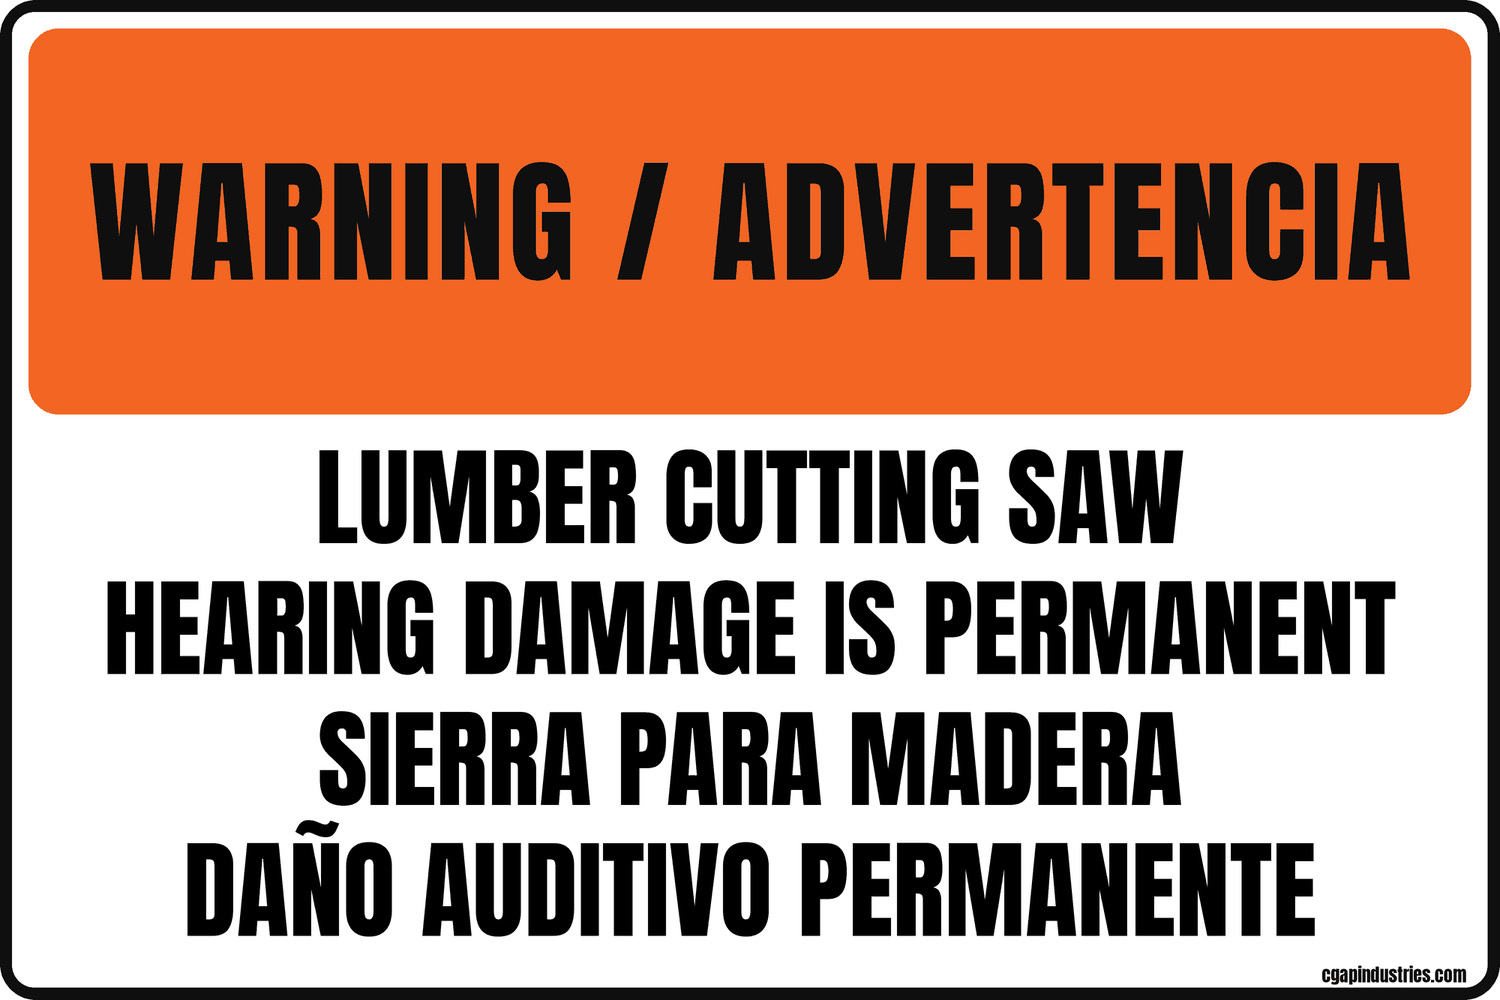 WARNING / ADVERTENCIA
LUMBER CUTTING SAW
HEARING DAMAGE IS PERMANENT
SIERRA PARA MADERA
DAÑO AUDITIVO PERMANENTE
cgapindustries.com